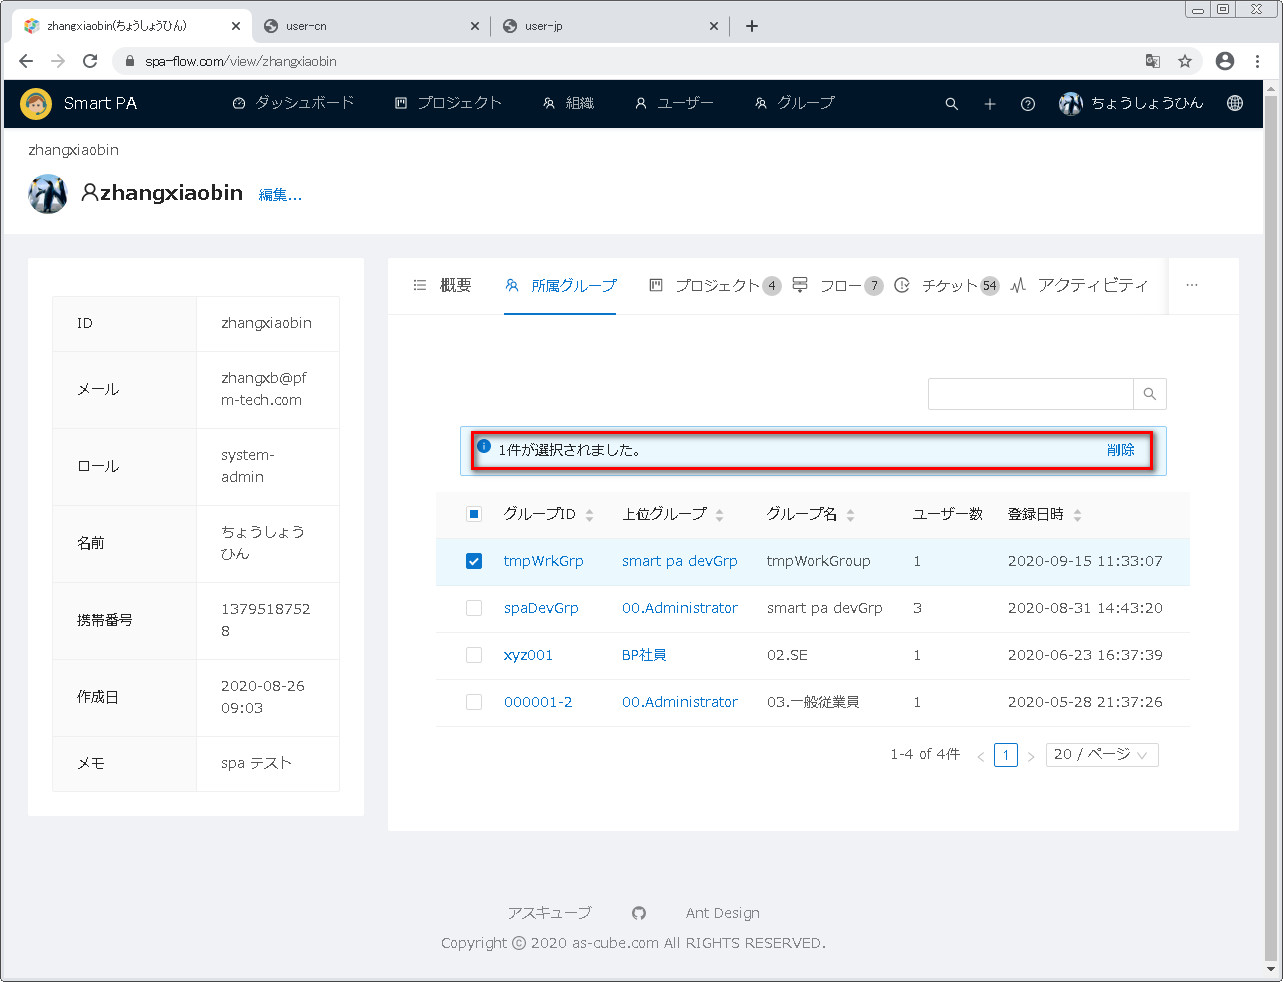 zhangxiaobin(ちょうしょうひん)
user-cn
user-jp
spa-flow.com/view/zhangxiaobin
Smart PA ダッシュボード プロジェクト 組織 ユーザー グループ ちょうしょうひん
zhangxiaobin
zhangxiaobin 編集...
ID zhangxiaobin
メール zhangxb@pf
m-tech.com
ロール system-
admin
名前 ちょうしょう
ひん
携帯番号 1379518752
8
作成日 2020-08-26
09:03
メモ spa テスト
概要 所属グループ プロジェクト 4 フロー 7 チケット 54 アクティビティ ...
1件が選択されました。 削除
グループID 上位グループ グループ名 ユーザー数 登録日時
tmpWrkGrp smart pa devGrp tmpWorkGroup 1 2020-09-15 11:33:07
spaDevGrp 00.Administrator smart pa devGrp 3 2020-08-31 14:43:20
xyz001 BP社員 02.SE 1 2020-06-23 16:37:39
000001-2 00.Administrator 03.一般従業員 1 2020-05-28 21:37:26
1-4 of 4件 < 1 > 20 / ページ
アスキューブ Ant Design
Copyright © 2020 as-cube.com All RIGHTS RESERVED.